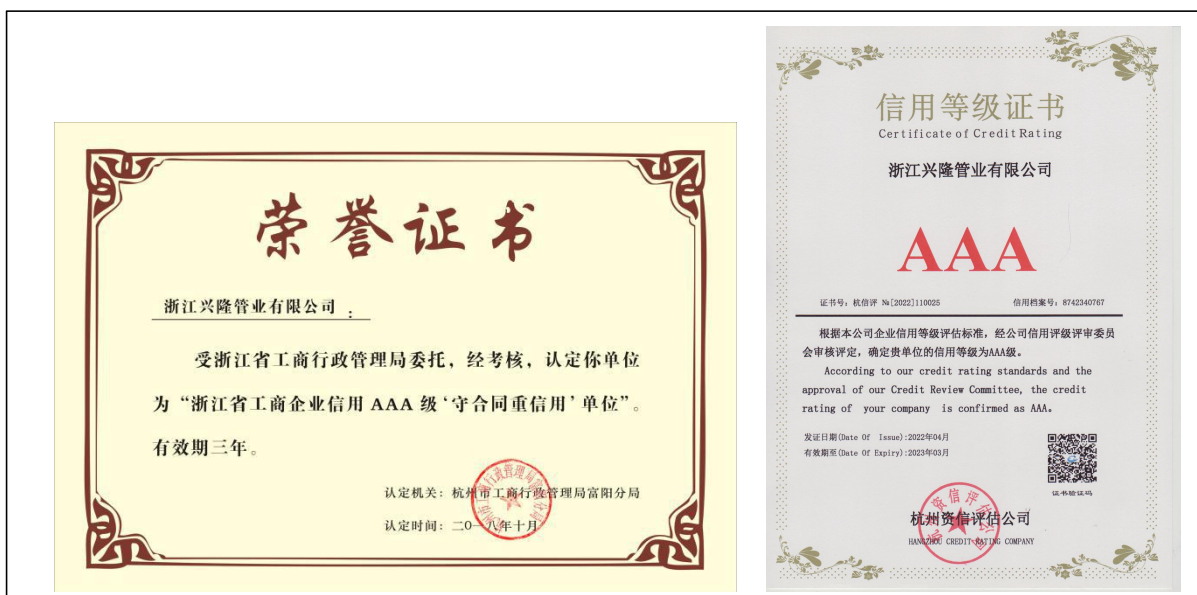 荣誉证书
浙江兴隆管业有限公司：
受浙江省工商行政管理局委托，经考核，认定你单位
为“浙江省工商企业信用 AAA 级‘守合同重信用’单位”。
有效期三年。
认定机关：杭州市工商行政管理局富阳分局
认定时间：二0一八年十月
信用等级证书
Certificate of Credit Rating
浙江兴隆管业有限公司
AAA
证书号：杭信评 №[2022]110025
信用档案号：8742340767
根据本公司企业信用等级评估标准，经公司信用评级评审委员
会审核评定，确定贵单位的信用等级为AAA级。
According to our credit rating standards and the
approval of our Credit Review Committee, the credit
rating of your company is confirmed as AAA.
发证日期(Date Of Issue):2022年04月
有效期至(Date Of Expiry):2023年03月
证书验证码
杭州资信评估公司
HANGZHOU CREDIT RATING COMPANY